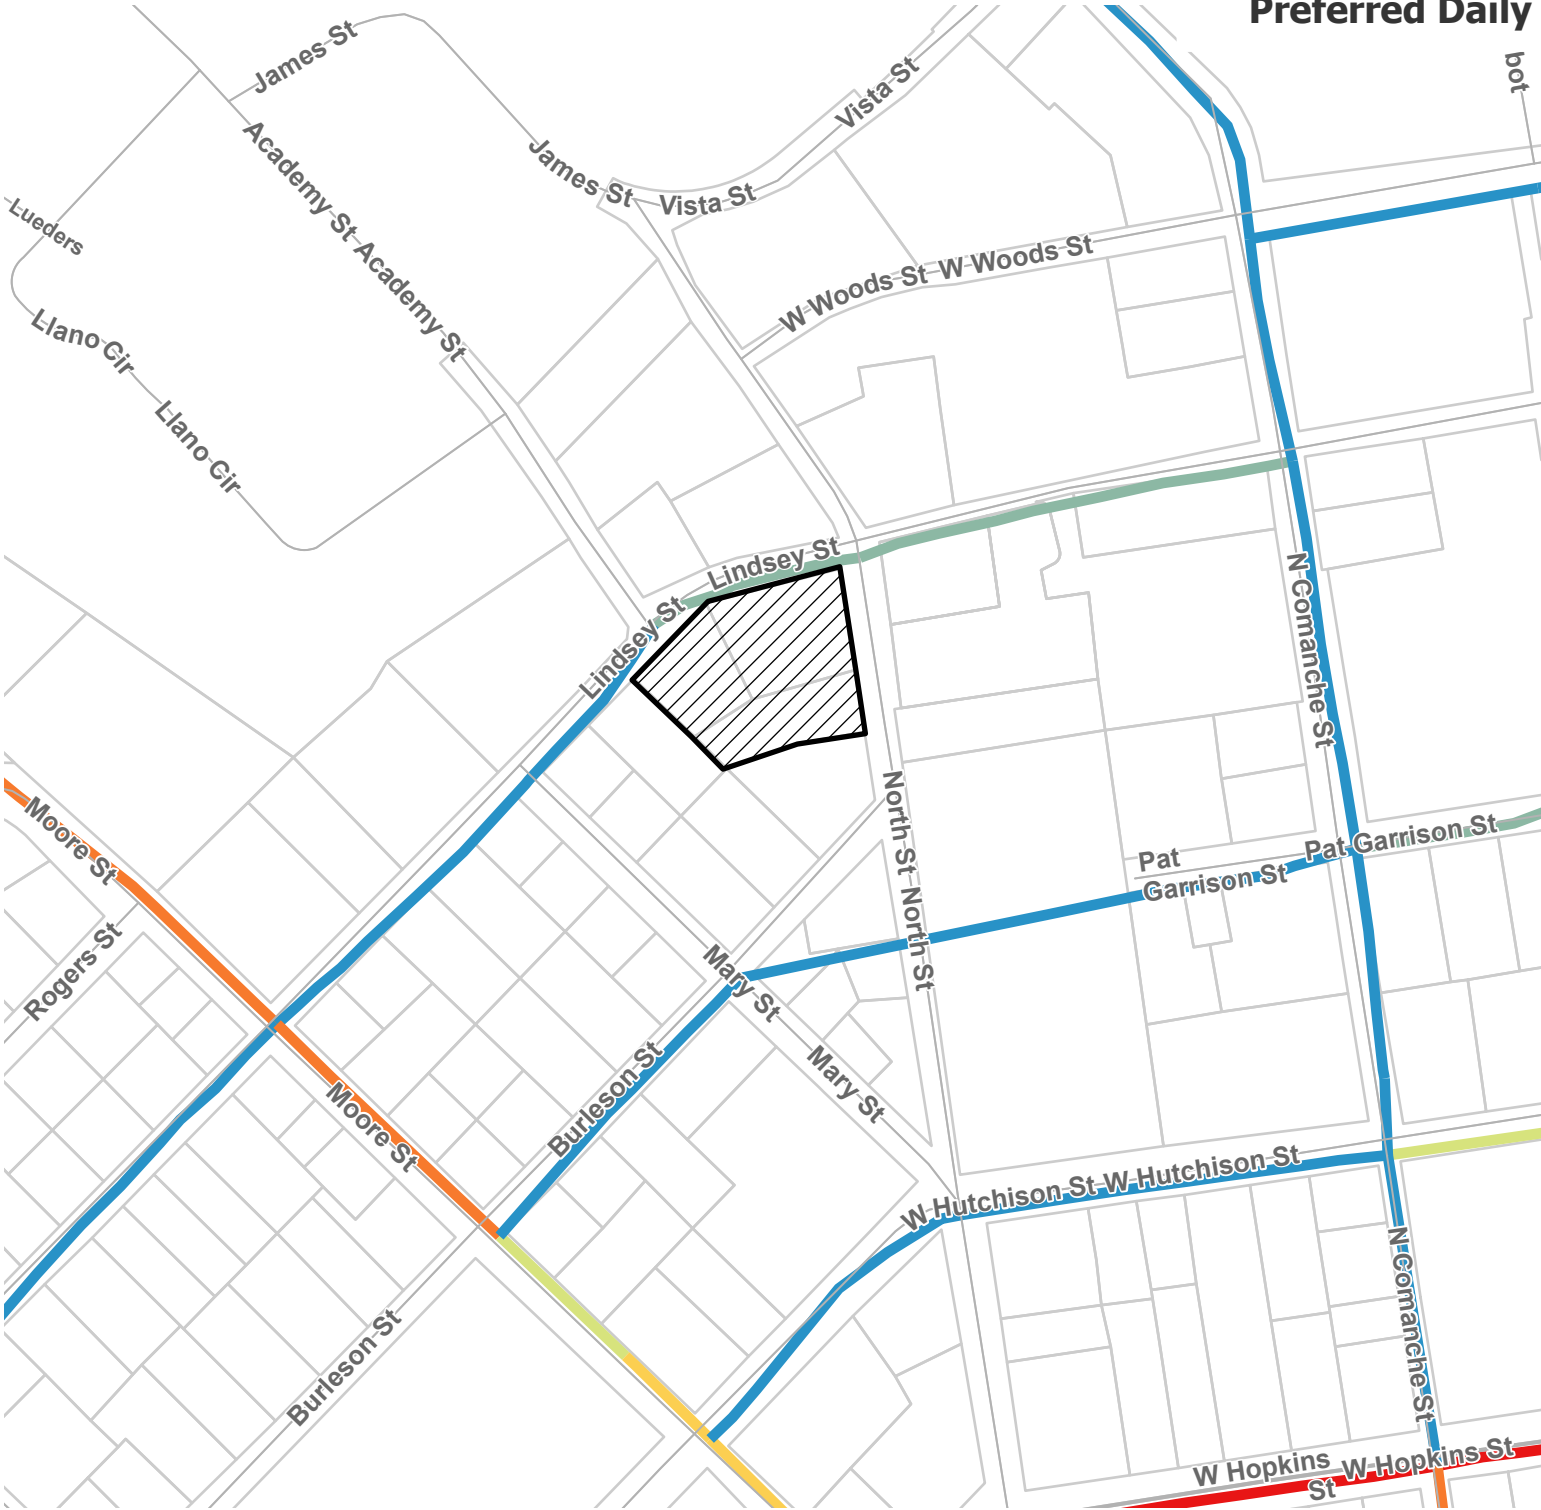 Preferred Daily
James St
bot
Vista St
Academy St Academy St
James St
Vista St
Lueders
W Woods St W Woods St
Llano Cir
Llano Cir
Lindsey St
Lindsey St
N Comanche St
Moore St
North St North St
Pat Garrison St
Pat
Garrison St
Rogers St
Mary St
Mary St
Burleson St
Moore St
W Hutchison St W Hutchison St
N Comanche St
Burleson St
W Hopkins
St
W Hopkins St